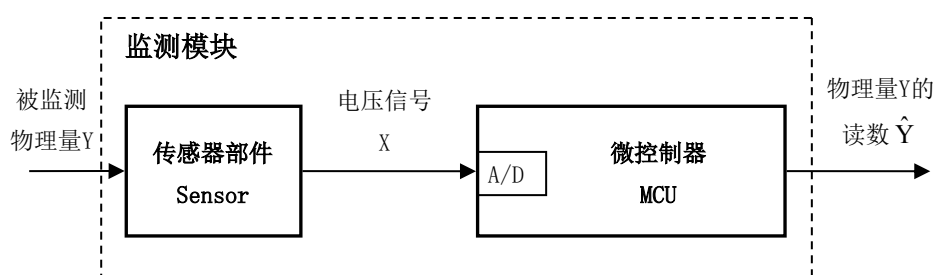 监测模块
被监测
物理量Y
传感器部件
Sensor
电压信号
X
A/D
微控制器
MCU
物理量Y的
读数 Ŷ